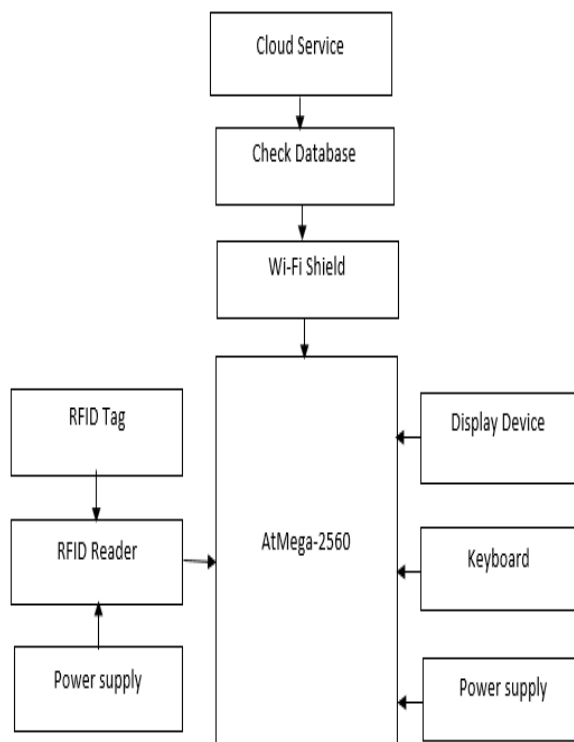 Cloud Service
Check Database
Wi-Fi Shield
RFID Tag
RFID Reader
Power supply
AtMega-2560
Display Device
Keyboard
Power supply